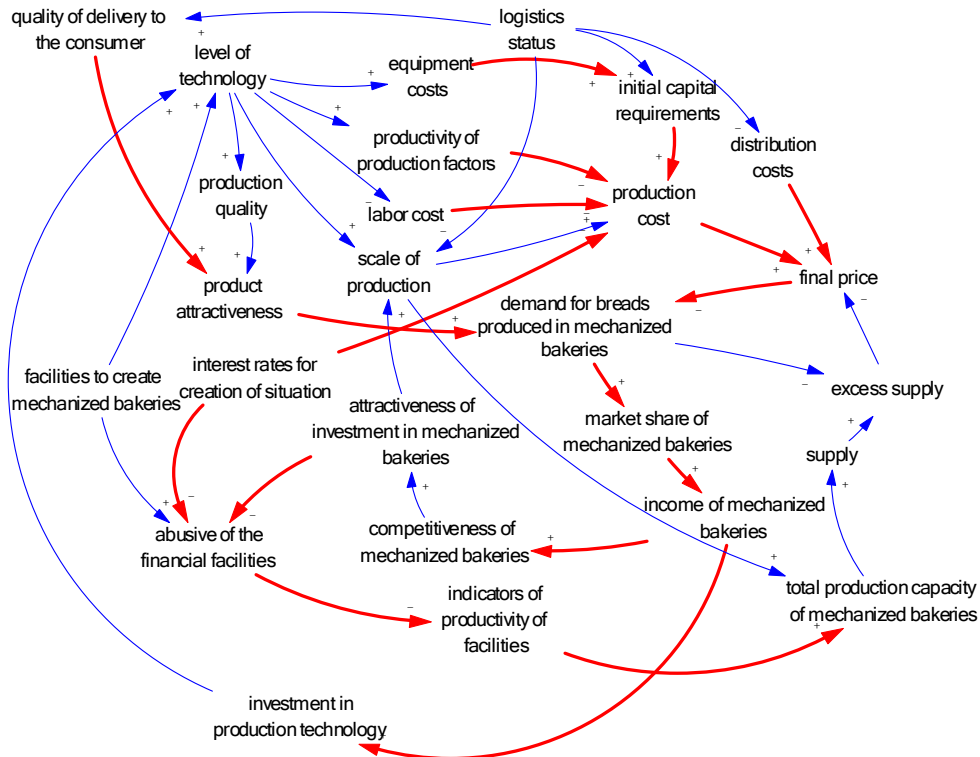 quality of delivery to
the consumer
logistics
status
level of
technology
equipment
costs
initial capital
requirements
productivity of
production factors
distribution
costs
production
quality
labor cost
production
cost
scale of
production
final price
product
attractiveness
demand for breads
produced in mechanized
bakeries
interest rates for
creation of situation
facilities to create
mechanized bakeries
excess supply
attractiveness of
investment in mechanized
bakeries
market share of
mechanized bakeries
supply
income of mechanized
bakeries
competitiveness of
mechanized bakeries
abusive of the
financial facilities
indicators of
productivity of
facilities
total production capacity
of mechanized bakeries
investment in
production technology